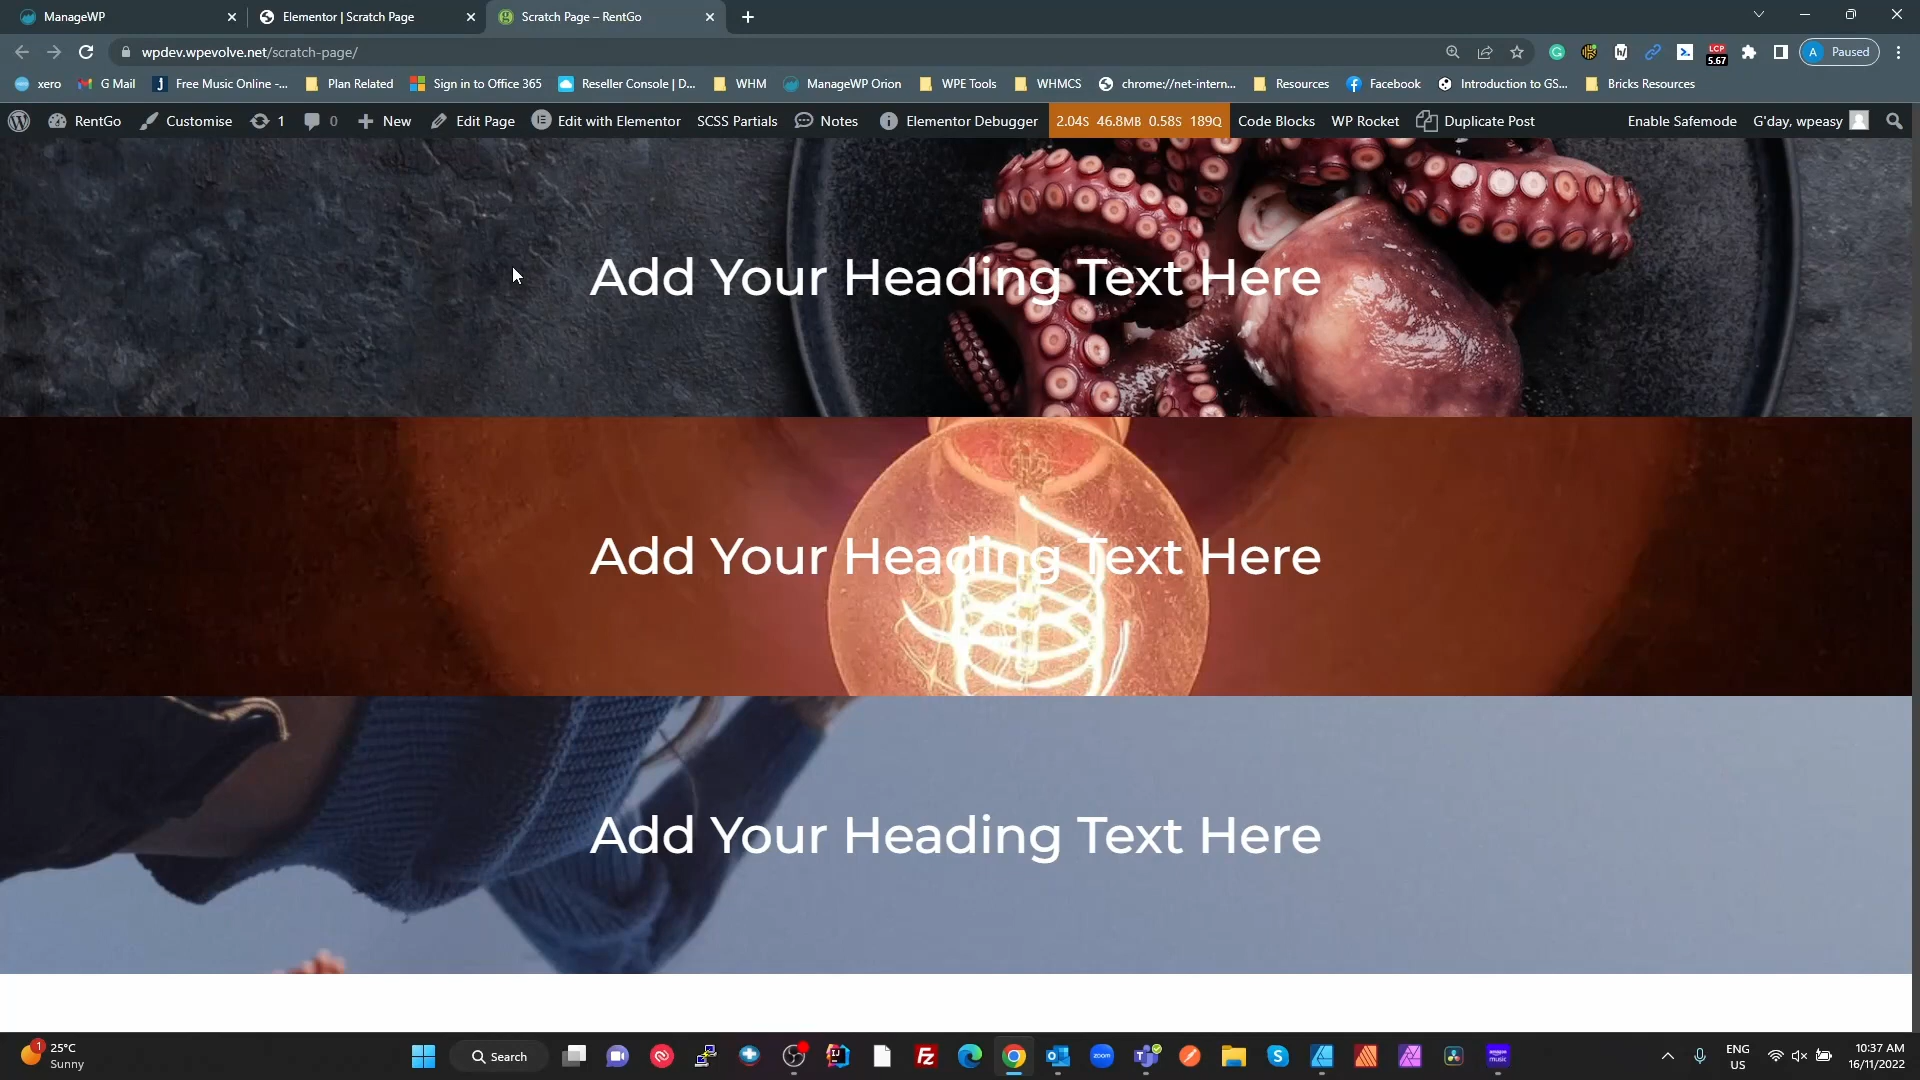 ManageWP
Elementor | Scratch Page
Scratch Page – RentGo
wpdev.wpevolve.net/scratch-page/
LCP
5.67
A Paused
xero
G Mail
Free Music Online -...
Plan Related
Sign in to Office 365
Reseller Console | D...
WHM
ManageWP Orion
WPE Tools
WHMCS
chrome://net-intern...
Resources
Facebook
Introduction to GS...
Bricks Resources
RentGo
Customise
1
0
New
Edit Page
Edit with Elementor
SCSS Partials
Notes
Elementor Debugger
2.04S 46.8MB 0.58S 189Q
Code Blocks
WP Rocket
Duplicate Post
Enable Safemode
G'day, wpeasy
Add Your Heading Text Here
Add Your Heading Text Here
Add Your Heading Text Here
1
25°C
Sunny
Search
zoom
ENG
US
10:37 AM
16/11/2022